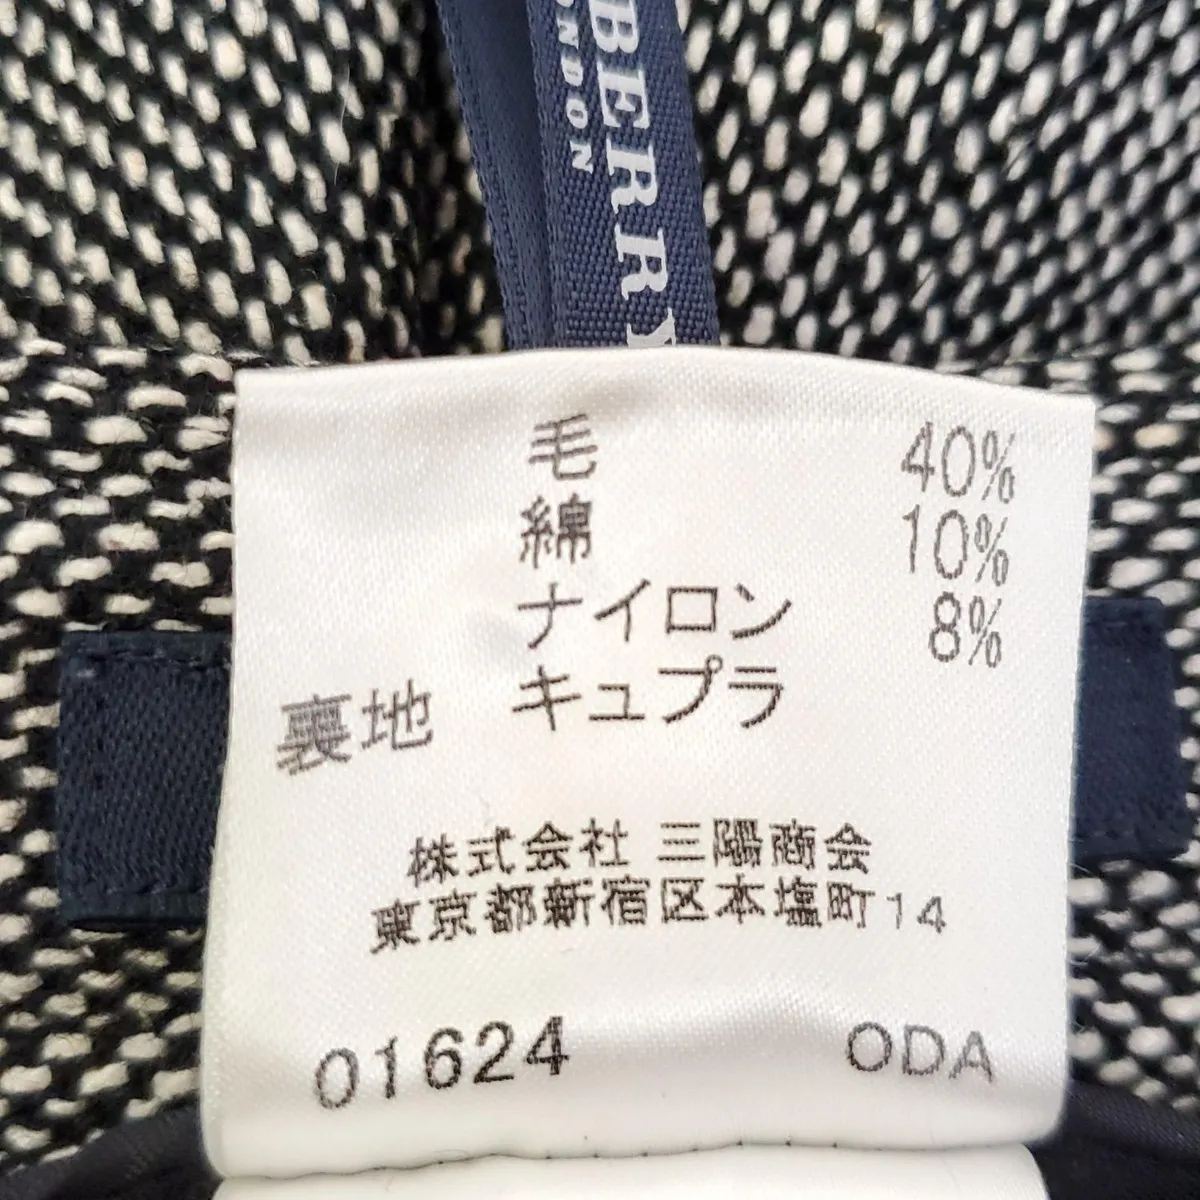 BERRY
ONDON
毛 40%
綿 10%
ナイロン 8%
裏地 キュプラ
株式会社 三陽商会
東京都新宿区本塩町14
01624 ODA